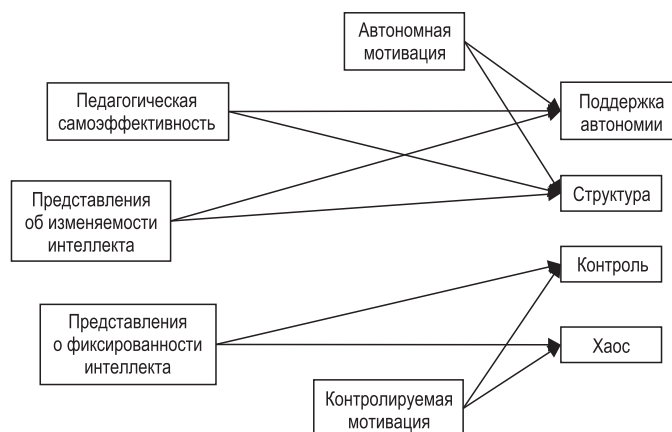 Автономная
мотивация
Педагогическая
самоэффективность
Поддержка
автономии
Представления
об изменяемости
интеллекта
Структура
Контроль
Представления
о фиксированности
интеллекта
Хаос
Контролируемая
мотивация